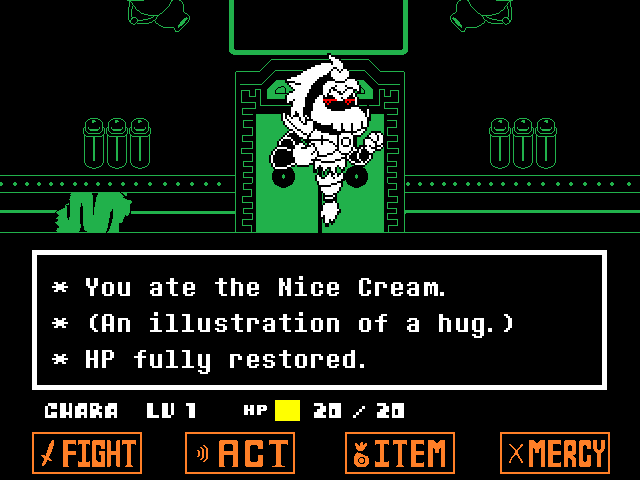 * You ate the Nice Cream.
* (An illustration of a hug.)
* HP fully restored.
CHARA LV 1 HP 20 / 20
FIGHT ACT ITEM MERCY